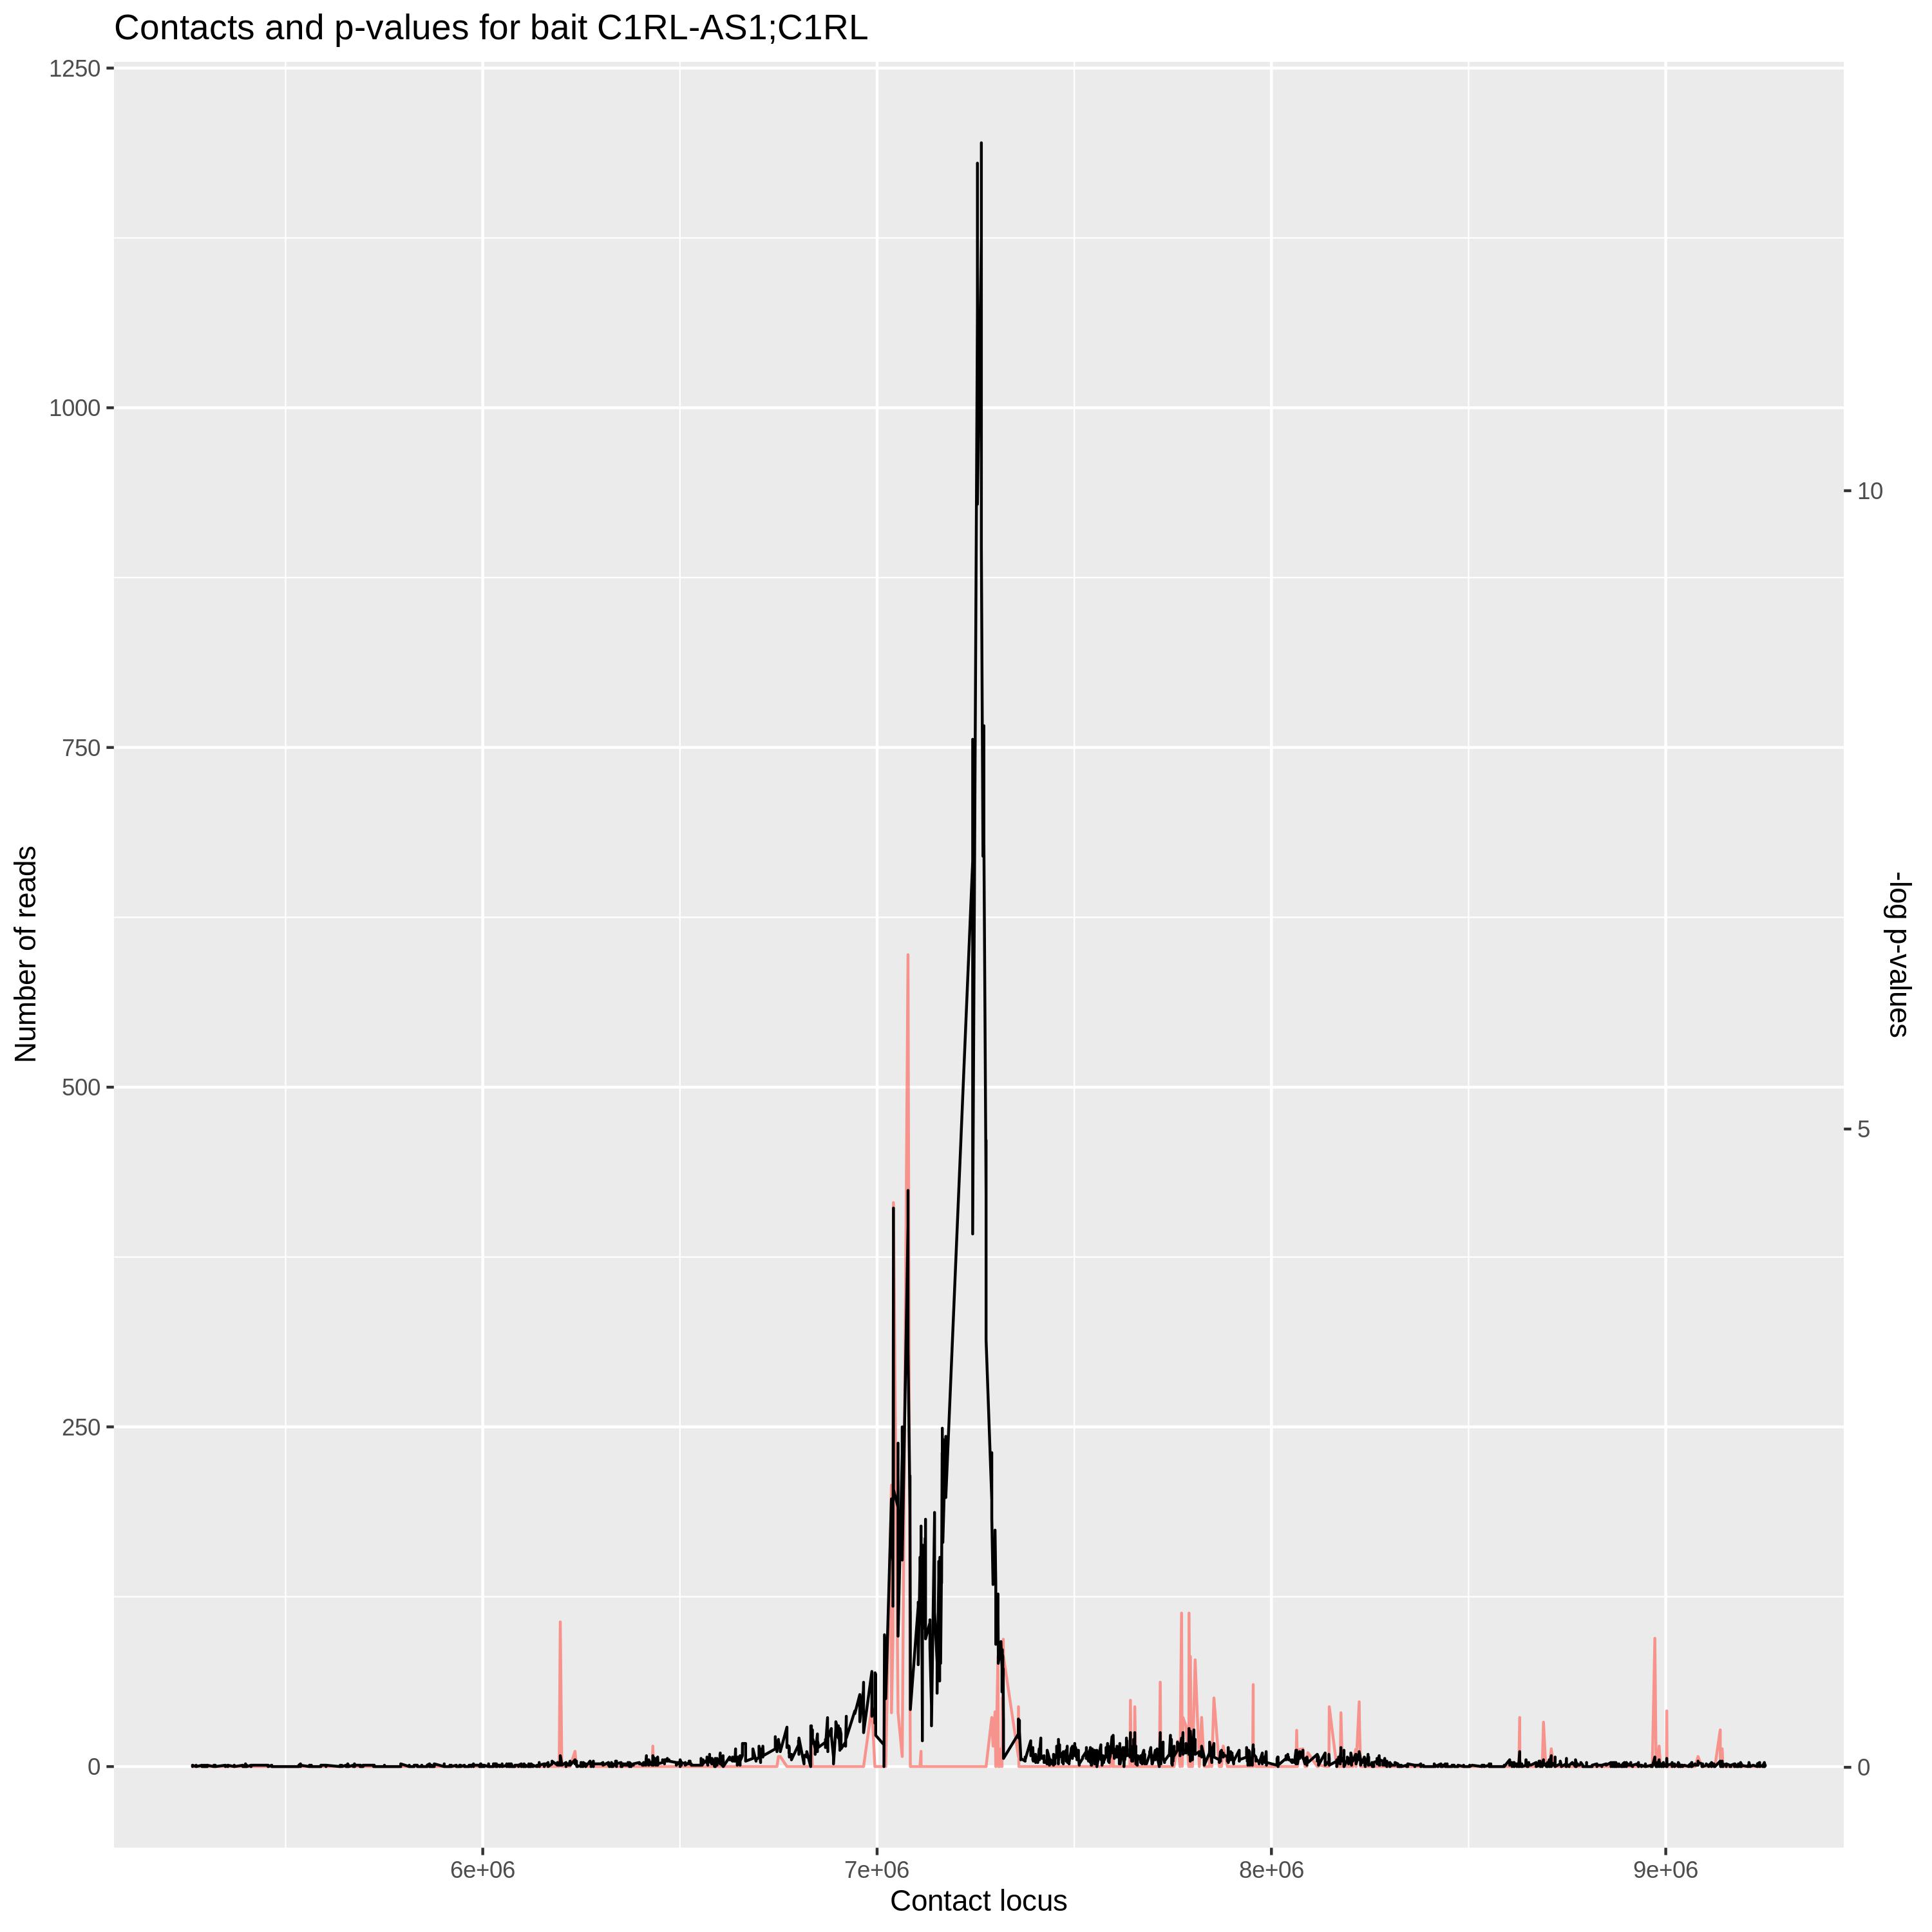 Contacts and p-values for bait C1RL-AS1;C1RL
1250
1000
750
500
250
0
Number of reads
10
5
0
-log p-values
6e+06
7e+06
8e+06
9e+06
Contact locus